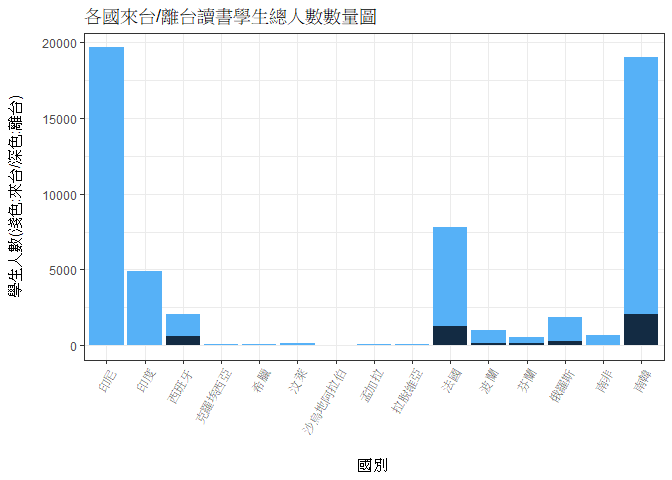 各國來台/離台讀書學生總人數數量圖
學生人數(淺色:來台/深色:離台)
20000
15000
10000
5000
0
印尼
印度
西班牙
克羅埃西亞
希臘
汶萊
沙烏地阿拉伯
孟加拉
拉脫維亞
法國
波蘭
芬蘭
俄羅斯
南非
南韓
國別